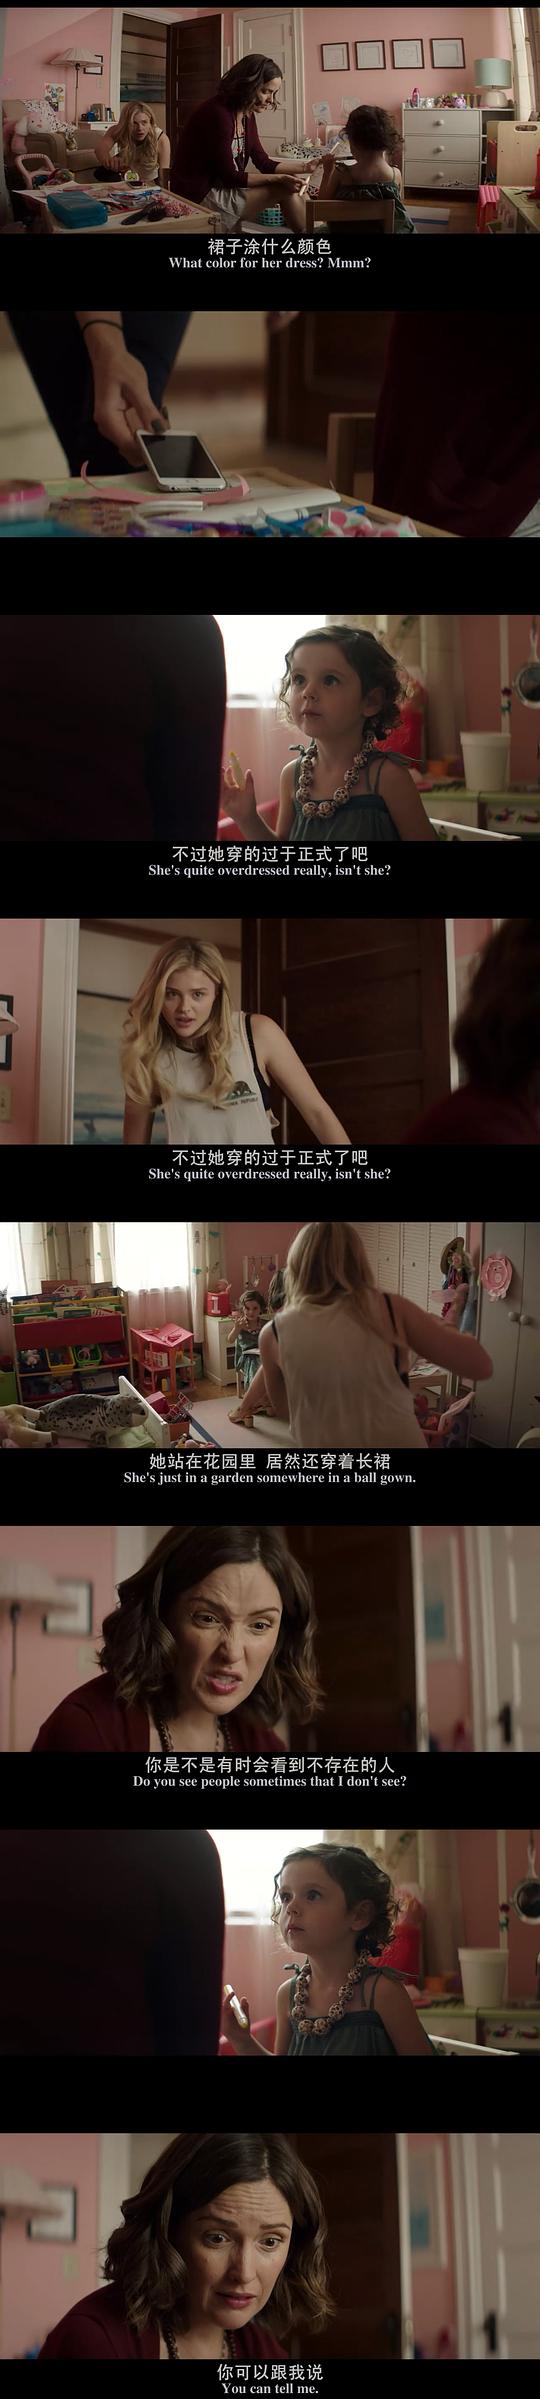 裙子涂什么颜色
What color for her dress? Mmm?
不过她穿的过于正式了吧
She's quite overdressed really, isn't she?
不过她穿的过于正式了吧
She's quite overdressed really, isn't she?
她站在花园里 居然还穿着长裙
She's just in a garden somewhere in a ball gown.
你是不是有时会看到不存在的人
Do you see people sometimes that I don't see?
你可以跟我说
You can tell me.